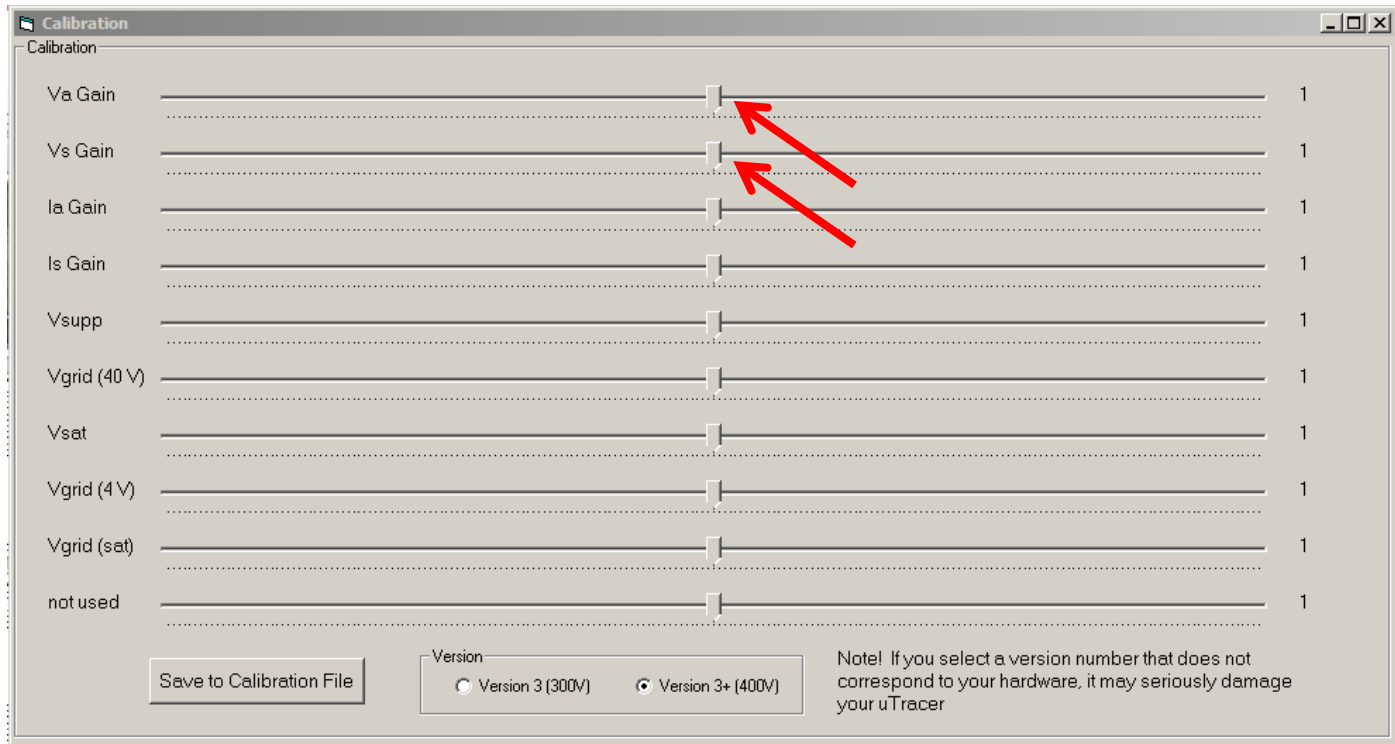 Calibration
Calibration
Va Gain 1
Vs Gain 1
Ia Gain 1
Is Gain 1
Vsupp 1
Vgrid (40 V) 1
Vsat 1
Vgrid (4 V) 1
Vgrid (sat) 1
not used 1
Save to Calibration File
Version
Version 3 (300V) Version 3+ (400V)
Note! If you select a version number that does not
correspond to your hardware, it may seriously damage
your uTracer